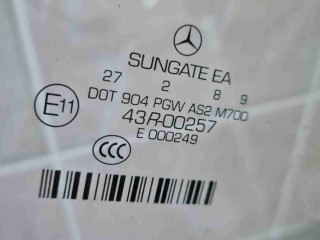 SUNGATE EA
27 2 8 9
DOT 904 PGW AS2 M700
E11
43R-00257
E 000249
CCC